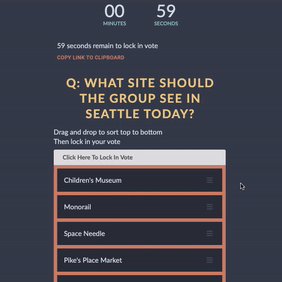 00 59
MINUTES SECONDS
59 seconds remain to lock in vote
COPY LINK TO CLIPBOARD
Q: WHAT SITE SHOULD
THE GROUP SEE IN
SEATTLE TODAY?
Drag and drop to sort top to bottom
Then lock in your vote
Click Here To Lock In Vote
Children's Museum
Monorail
Space Needle
Pike's Place Market